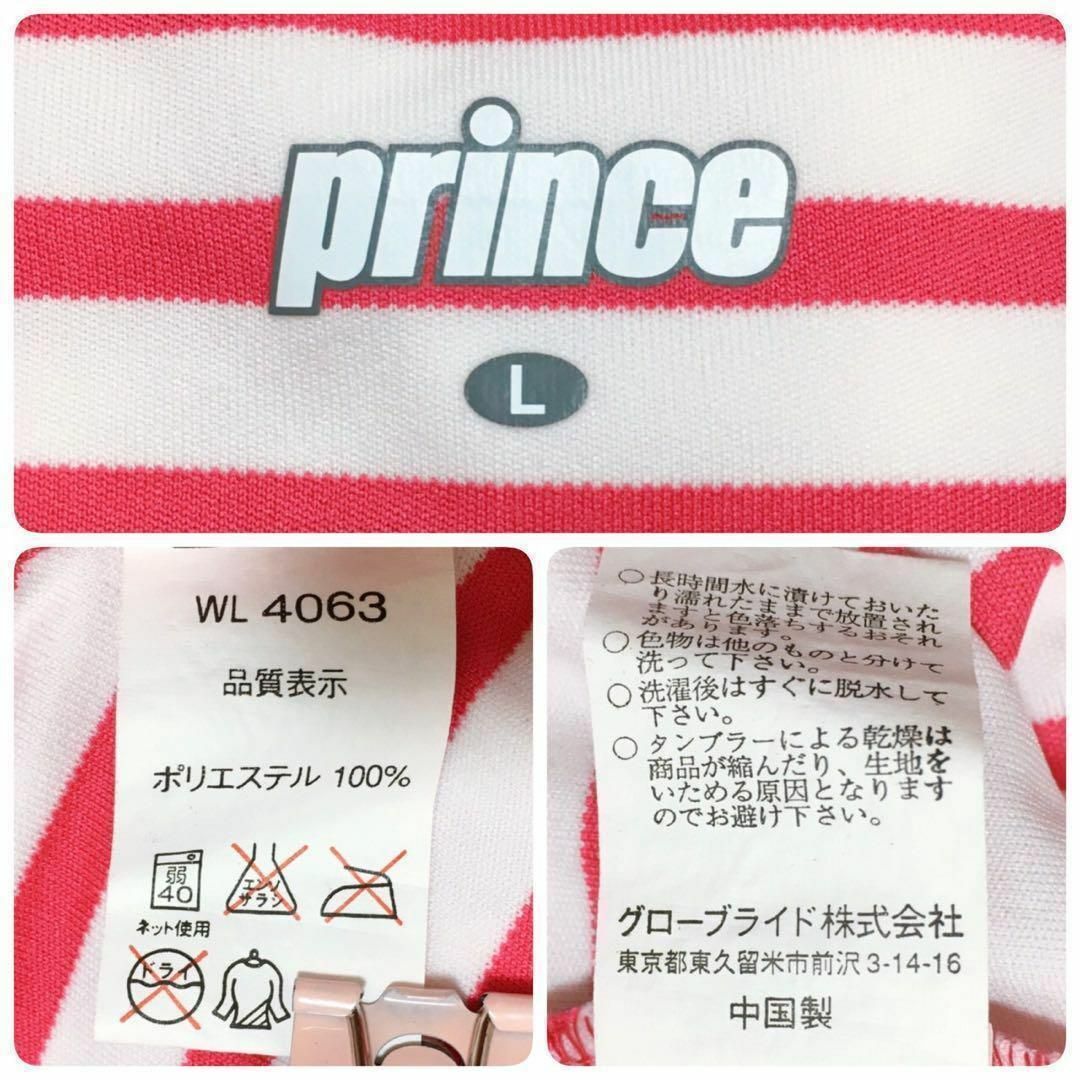 prince
L
WL 4063
品質表示
ポリエステル 100%
弱
40
エンソ
サラシ
ネット使用
ドライ
○ 長時間水に漬けておいた
り濡れたままで放置され
ますと色落ちするおそれ
があります。
○ 色物は他のものと分けて
洗って下さい。
○ 洗濯後はすぐに脱水して
下さい。
○ タンブラーによる乾燥は
商品が縮んだり、生地を
いためる原因となります
のでお避け下さい。
グローブライド株式会社
東京都東久留米市前沢 3-14-16
中国製